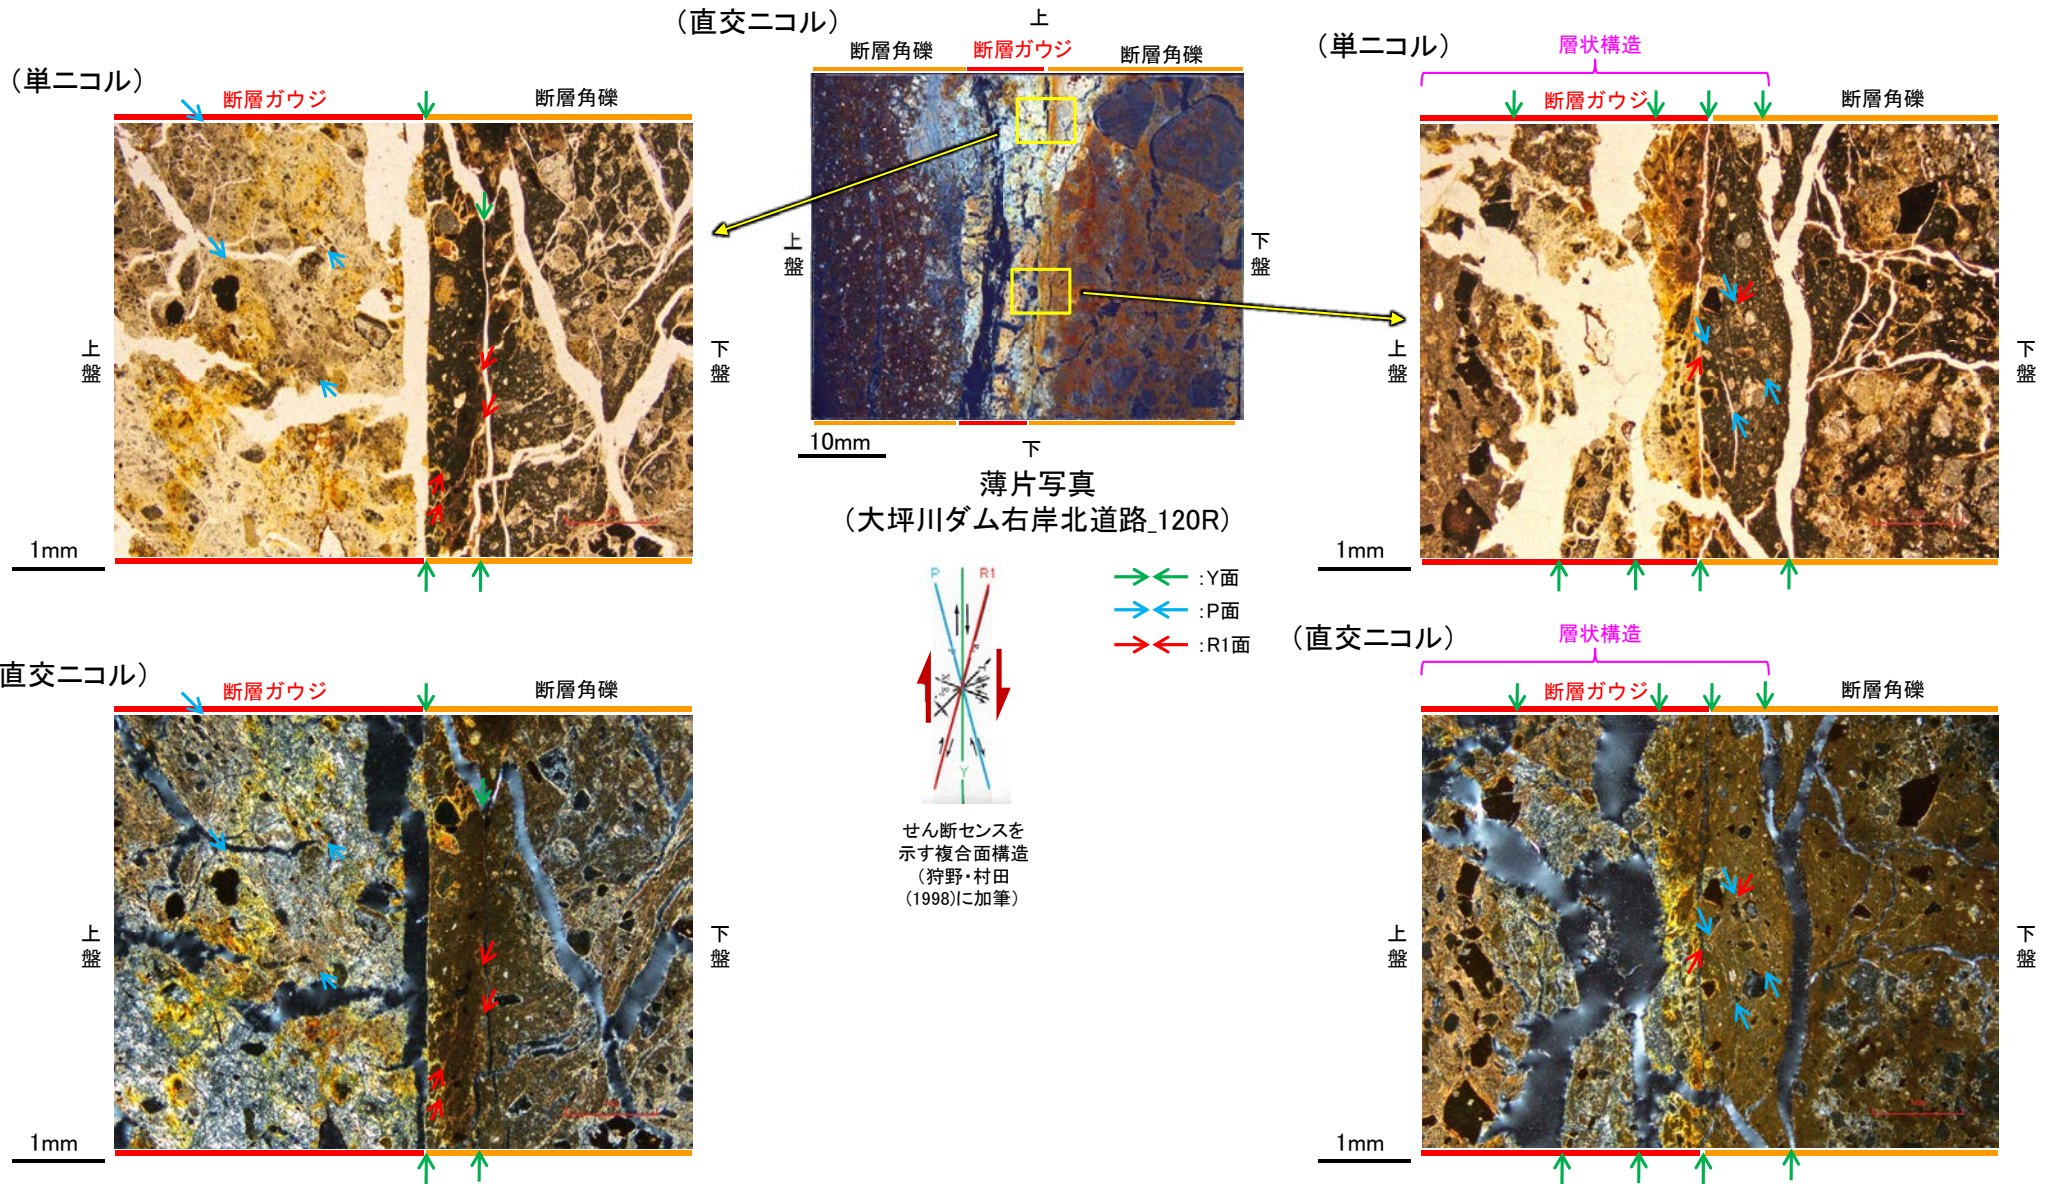 （直交ニコル）
上
断層角礫
断層ガウジ
断層角礫
上
盤
下
盤
10mm
下
薄片写真
（大坪川ダム右岸北道路_120R）
（単ニコル）
断層ガウジ
断層角礫
上
盤
下
盤
1mm
（単ニコル）
層状構造
断層ガウジ
断層角礫
上
盤
下
盤
1mm
P
R1
Y
:Y面
:P面
:R1面
せん断センスを
示す複合面構造
（狩野・村田
(1998)に加筆）
直交ニコル）
断層ガウジ
断層角礫
上
盤
下
盤
1mm
（直交ニコル）
層状構造
断層ガウジ
断層角礫
上
盤
下
盤
1mm